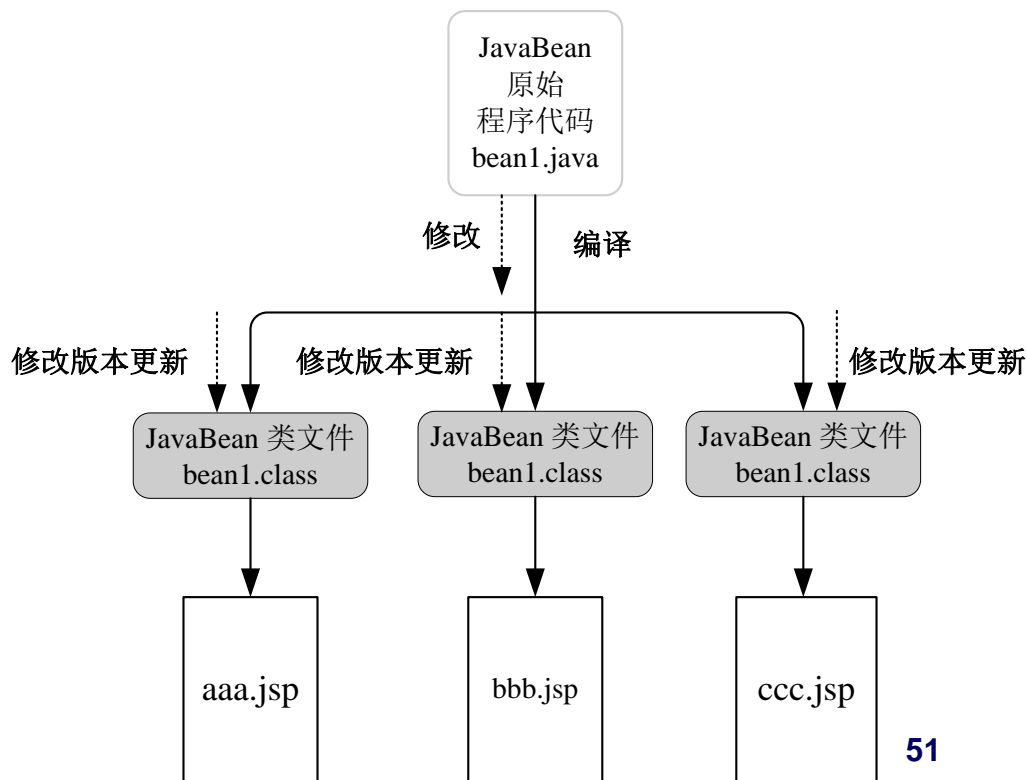 JavaBean
原始
程序代码
bean1.java
修改
编译
修改版本更新
修改版本更新
修改版本更新
JavaBean 类文件
bean1.class
JavaBean 类文件
bean1.class
JavaBean 类文件
bean1.class
aaa.jsp
bbb.jsp
ccc.jsp
51